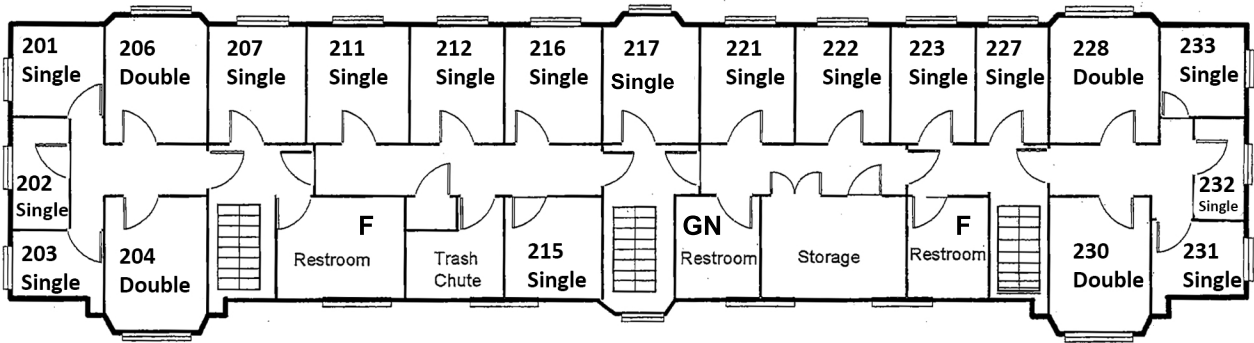 201
Single
206
Double
207
Single
211
Single
212
Single
216
Single
217
Single
221
Single
222
Single
223
Single
227
Single
228
Double
233
Single
202
Single
232
Single
203
Single
204
Double
F
Restroom
Trash
Chute
215
Single
GN
Restroom
Storage
F
Restroom
230
Double
231
Single